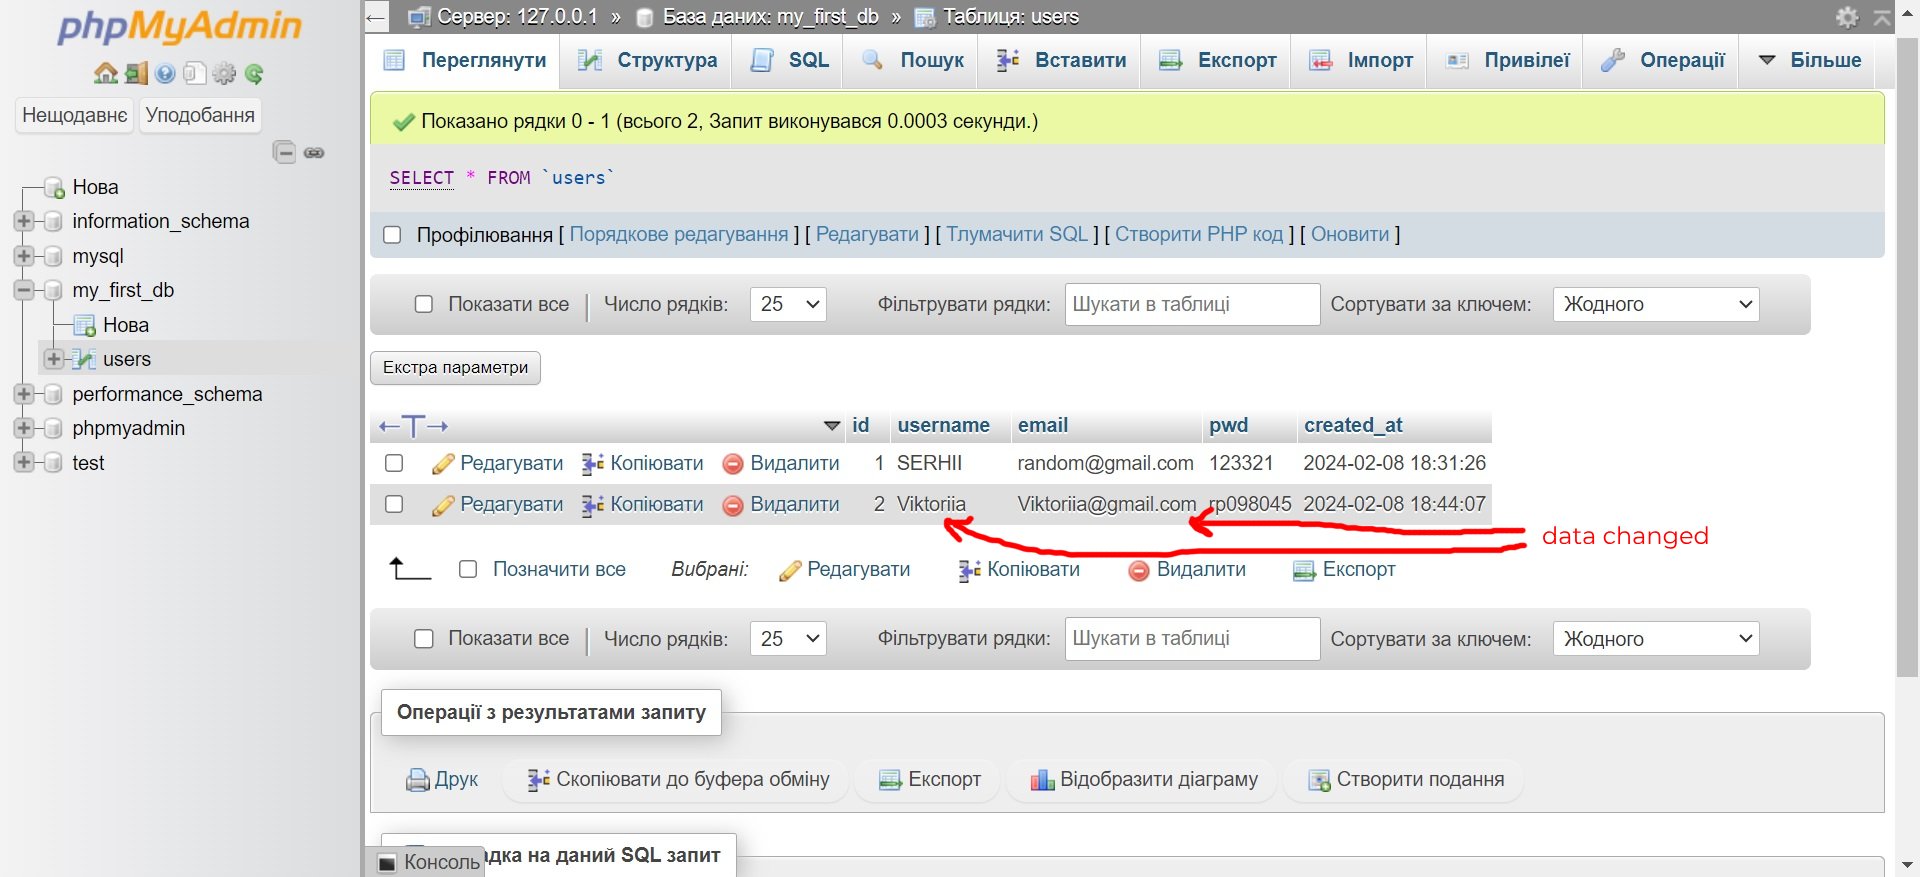 phpMyAdmin
Нещодавнє Уподобання
Нова
information_schema
mysql
my_first_db
Нова
users
performance_schema
phpmyadmin
test
Сервер: 127.0.0.1 » База даних: my_first_db » Таблиця: users
Переглянути Структура SQL Пошук Вставити Експорт Імпорт Привілеї Операції Більше
Показано рядки 0 - 1 (всього 2, Запит виконувався 0.0003 секунди.)
SELECT * FROM `users`
Профілювання [ Порядкове редагування ] [ Редагувати ] [ Тлумачити SQL ] [ Створити PHP код ] [ Оновити ]
Показати все | Число рядків: 25 Фільтрувати рядки: Шукати в таблиці Сортувати за ключем: Жодного
Екстра параметри
←T→ id username email pwd created_at
Редагувати Копіювати Видалити 1 SERHII random@gmail.com 123321 2024-02-08 18:31:26
Редагувати Копіювати Видалити 2 Viktoriia Viktoriia@gmail.com rp098045 2024-02-08 18:44:07
data changed
Позначити все Вибрані: Редагувати Копіювати Видалити Експорт
Показати все | Число рядків: 25 Фільтрувати рядки: Шукати в таблиці Сортувати за ключем: Жодного
Операції з результатами запиту
Друк Скопіювати до буфера обміну Експорт Відобразити діаграму Створити подання
адка на даний SQL запит
Консоль